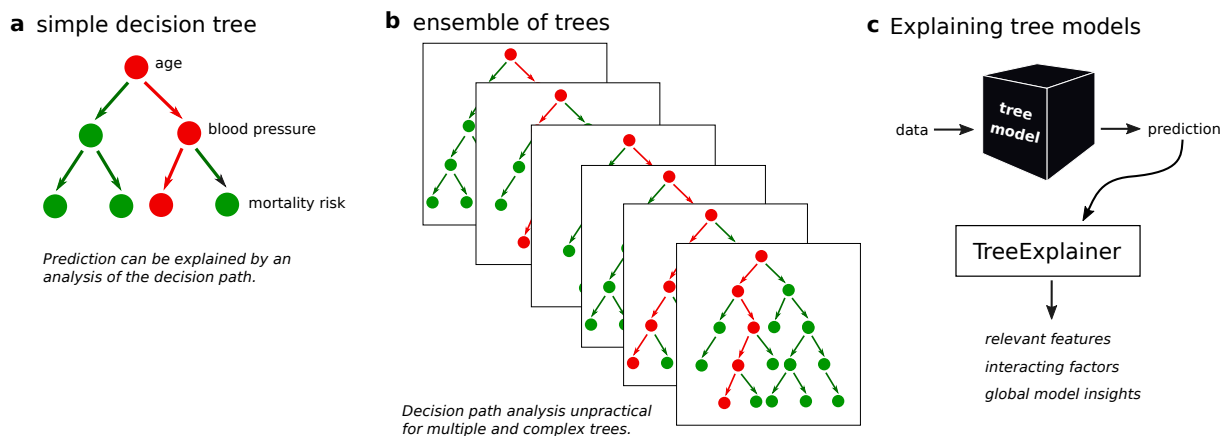 a simple decision tree
age
blood pressure
mortality risk
Prediction can be explained by an
analysis of the decision path.
b ensemble of trees
Decision path analysis unpractical
for multiple and complex trees.
c Explaining tree models
data
tree
model
prediction
TreeExplainer
relevant features
interacting factors
global model insights